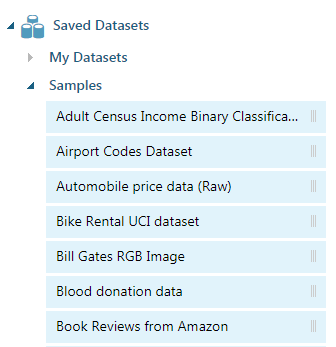 Saved Datasets
My Datasets
Samples
Adult Census Income Binary Classifica...
Airport Codes Dataset
Automobile price data (Raw)
Bike Rental UCI dataset
Bill Gates RGB Image
Blood donation data
Book Reviews from Amazon